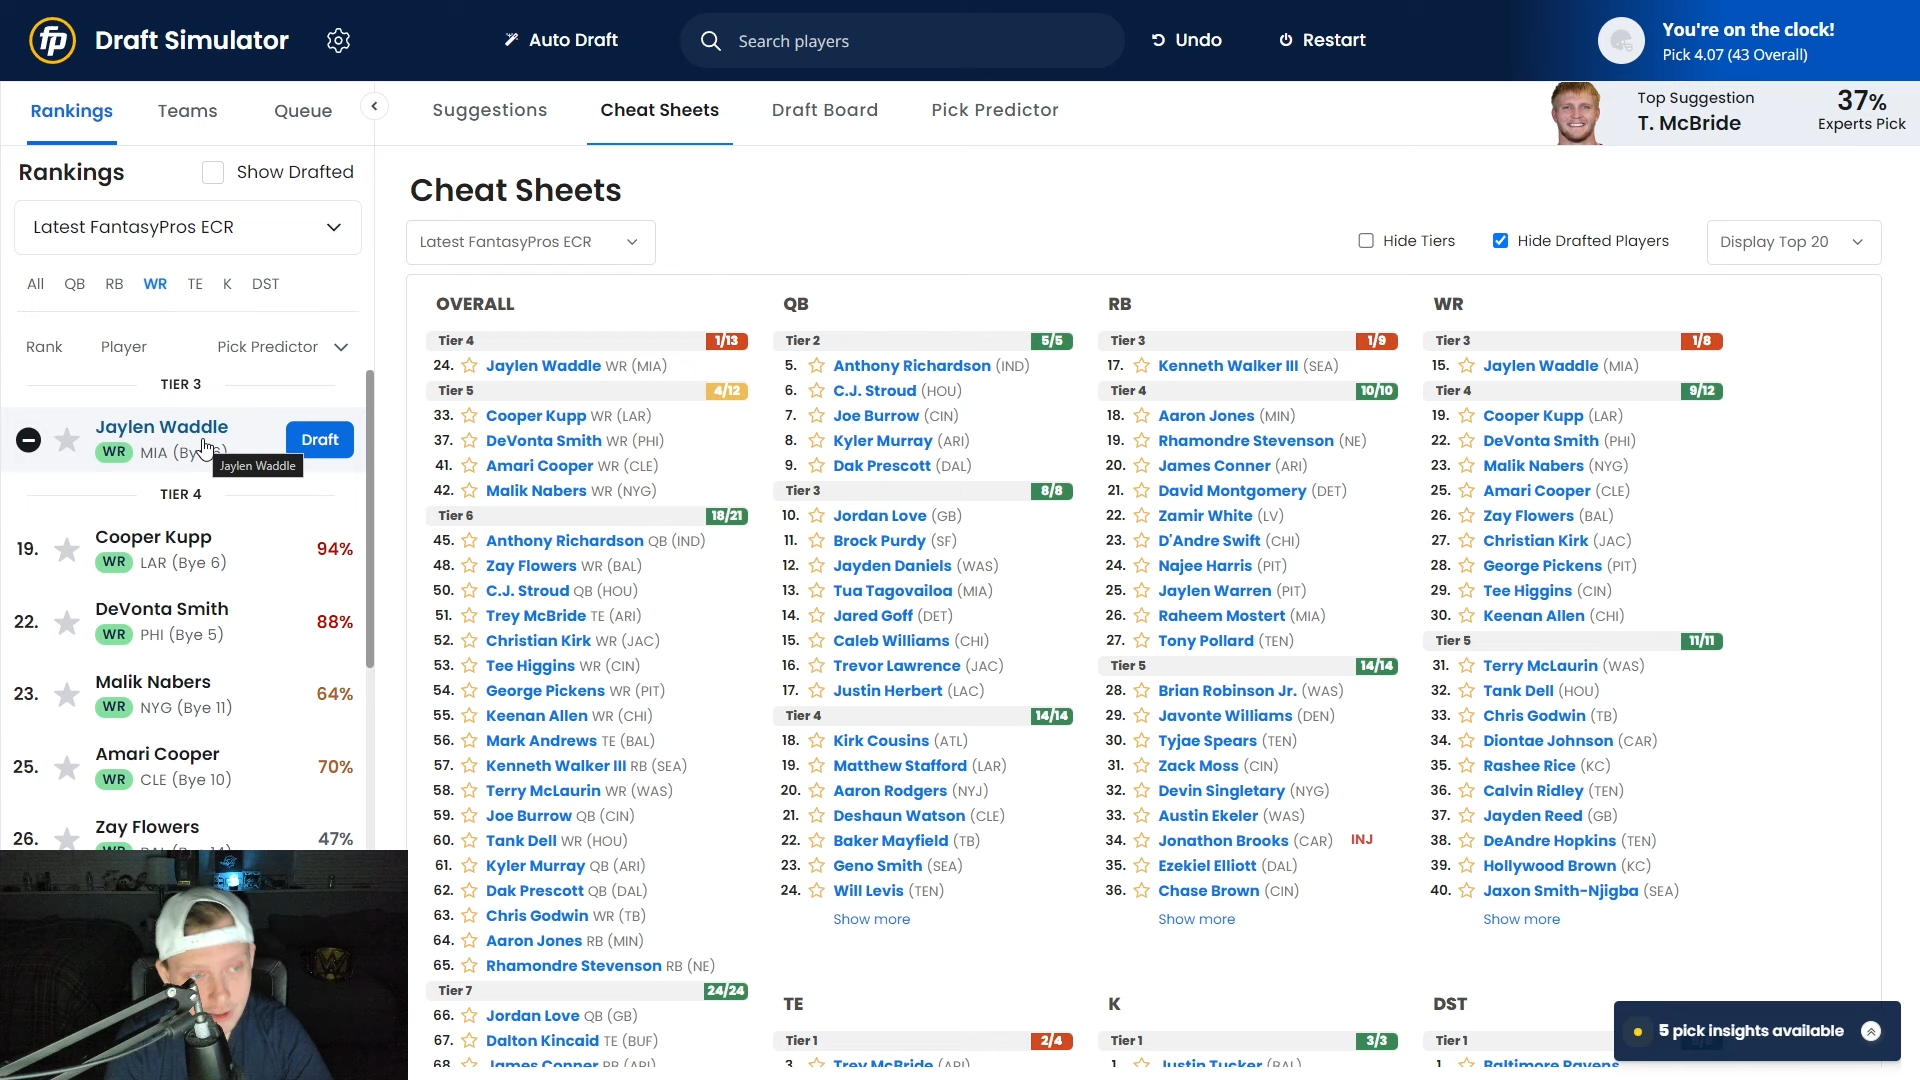 fp Draft Simulator
Auto Draft
Search players
Undo
Restart
You're on the clock!
Pick 4.07 (43 Overall)
Rankings
Teams
Queue
Suggestions
Cheat Sheets
Draft Board
Pick Predictor
Top Suggestion
T. McBride
37%
Experts Pick
Rankings
Show Drafted
Latest FantasyPros ECR
All QB RB WR TE K DST
Rank Player Pick Predictor
TIER 3
Jaylen Waddle
WR MIA
Draft
Jaylen Waddle
TIER 4
19. Cooper Kupp 94%
WR LAR (Bye 6)
22. DeVonta Smith 88%
WR PHI (Bye 5)
23. Malik Nabers 64%
WR NYG (Bye 11)
25. Amari Cooper 70%
WR CLE (Bye 10)
26. Zay Flowers 47%
Cheat Sheets
Latest FantasyPros ECR
Hide Tiers
Hide Drafted Players
Display Top 20
OVERALL
Tier 4 1/13
24. Jaylen Waddle WR (MIA)
Tier 5 4/12
33. Cooper Kupp WR (LAR)
37. DeVonta Smith WR (PHI)
41. Amari Cooper WR (CLE)
42. Malik Nabers WR (NYG)
Tier 6 18/21
45. Anthony Richardson QB (IND)
48. Zay Flowers WR (BAL)
50. C.J. Stroud QB (HOU)
51. Trey McBride TE (ARI)
52. Christian Kirk WR (JAC)
53. Tee Higgins WR (CIN)
54. George Pickens WR (PIT)
55. Keenan Allen WR (CHI)
56. Mark Andrews TE (BAL)
57. Kenneth Walker III RB (SEA)
58. Terry McLaurin WR (WAS)
59. Joe Burrow QB (CIN)
60. Tank Dell WR (HOU)
61. Kyler Murray QB (ARI)
62. Dak Prescott QB (DAL)
63. Chris Godwin WR (TB)
64. Aaron Jones RB (MIN)
65. Rhamondre Stevenson RB (NE)
Tier 7 24/24
66. Jordan Love QB (GB)
67. Dalton Kincaid TE (BUF)
68. James Conner RB (ARI)
QB
Tier 2 5/5
5. Anthony Richardson (IND)
6. C.J. Stroud (HOU)
7. Joe Burrow (CIN)
8. Kyler Murray (ARI)
9. Dak Prescott (DAL)
Tier 3 8/8
10. Jordan Love (GB)
11. Brock Purdy (SF)
12. Jayden Daniels (WAS)
13. Tua Tagovailoa (MIA)
14. Jared Goff (DET)
15. Caleb Williams (CHI)
16. Trevor Lawrence (JAC)
17. Justin Herbert (LAC)
Tier 4 14/14
18. Kirk Cousins (ATL)
19. Matthew Stafford (LAR)
20. Aaron Rodgers (NYJ)
21. Deshaun Watson (CLE)
22. Baker Mayfield (TB)
23. Geno Smith (SEA)
24. Will Levis (TEN)
Show more
RB
Tier 3 1/9
17. Kenneth Walker III (SEA)
Tier 4 10/10
18. Aaron Jones (MIN)
19. Rhamondre Stevenson (NE)
20. James Conner (ARI)
21. David Montgomery (DET)
22. Zamir White (LV)
23. D'Andre Swift (CHI)
24. Najee Harris (PIT)
25. Jaylen Warren (PIT)
26. Raheem Mostert (MIA)
27. Tony Pollard (TEN)
Tier 5 14/14
28. Brian Robinson Jr. (WAS)
29. Javonte Williams (DEN)
30. Tyjae Spears (TEN)
31. Zack Moss (CIN)
32. Devin Singletary (NYG)
33. Austin Ekeler (WAS)
34. Jonathon Brooks (CAR) INJ
35. Ezekiel Elliott (DAL)
36. Chase Brown (CIN)
Show more
WR
Tier 3 1/8
15. Jaylen Waddle (MIA)
Tier 4 9/12
19. Cooper Kupp (LAR)
22. DeVonta Smith (PHI)
23. Malik Nabers (NYG)
25. Amari Cooper (CLE)
26. Zay Flowers (BAL)
27. Christian Kirk (JAC)
28. George Pickens (PIT)
29. Tee Higgins (CIN)
30. Keenan Allen (CHI)
Tier 5 11/11
31. Terry McLaurin (WAS)
32. Tank Dell (HOU)
33. Chris Godwin (TB)
34. Diontae Johnson (CAR)
35. Rashee Rice (KC)
36. Calvin Ridley (TEN)
37. Jayden Reed (GB)
38. DeAndre Hopkins (TEN)
39. Hollywood Brown (KC)
40. Jaxon Smith-Njigba (SEA)
Show more
TE
Tier 1 2/4
3. Trey McBride (ARI)
K
Tier 1 3/3
1. Justin Tucker (BAL)
DST
Tier 1
1. Baltimore Ravens
5 pick insights available